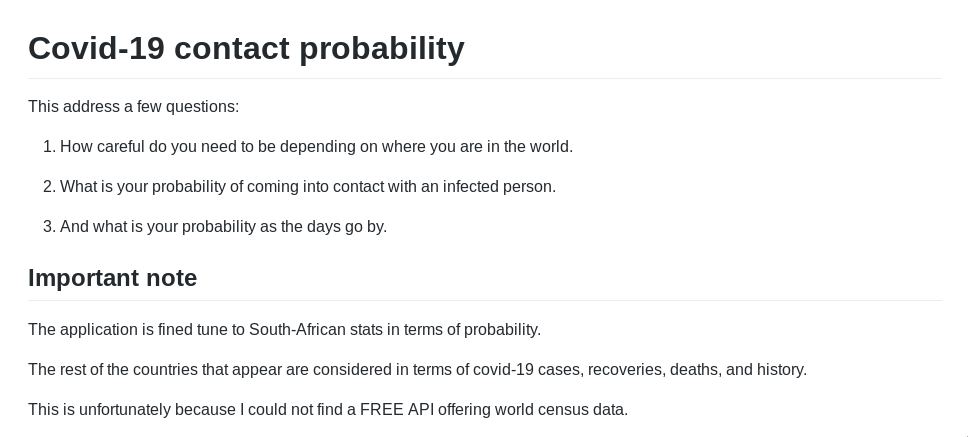 Covid-19 contact probability
This address a few questions:
1. How careful do you need to be depending on where you are in the world.
2. What is your probability of coming into contact with an infected person.
3. And what is your probability as the days go by.
Important note
The application is fined tune to South-African stats in terms of probability.
The rest of the countries that appear are considered in terms of covid-19 cases, recoveries, deaths, and history.
This is unfortunately because I could not find a FREE API offering world census data.